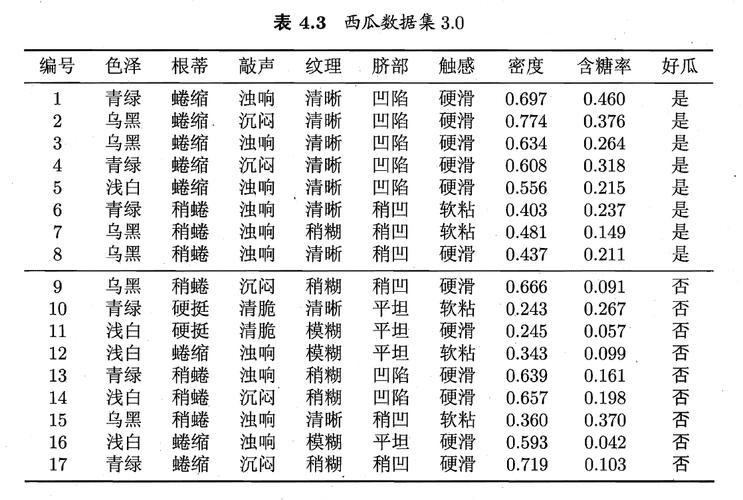 表 4.3 西瓜数据集 3.0
编号 色泽 根蒂 敲声 纹理 脐部 触感 密度 含糖率 好瓜
1 青绿 蜷缩 浊响 清晰 凹陷 硬滑 0.697 0.460 是
2 乌黑 蜷缩 沉闷 清晰 凹陷 硬滑 0.774 0.376 是
3 乌黑 蜷缩 浊响 清晰 凹陷 硬滑 0.634 0.264 是
4 青绿 蜷缩 沉闷 清晰 凹陷 硬滑 0.608 0.318 是
5 浅白 蜷缩 浊响 清晰 凹陷 硬滑 0.556 0.215 是
6 青绿 稍蜷 浊响 清晰 稍凹 软粘 0.403 0.237 是
7 乌黑 稍蜷 浊响 稍糊 稍凹 软粘 0.481 0.149 是
8 乌黑 稍蜷 浊响 清晰 稍凹 硬滑 0.437 0.211 是
9 乌黑 稍蜷 沉闷 稍糊 稍凹 硬滑 0.666 0.091 否
10 青绿 硬挺 清脆 清晰 平坦 软粘 0.243 0.267 否
11 浅白 硬挺 清脆 模糊 平坦 硬滑 0.245 0.057 否
12 浅白 蜷缩 浊响 模糊 平坦 软粘 0.343 0.099 否
13 青绿 稍蜷 浊响 稍糊 凹陷 硬滑 0.639 0.161 否
14 浅白 稍蜷 沉闷 稍糊 凹陷 硬滑 0.657 0.198 否
15 乌黑 稍蜷 浊响 清晰 稍凹 软粘 0.360 0.370 否
16 浅白 蜷缩 浊响 模糊 平坦 硬滑 0.593 0.042 否
17 青绿 蜷缩 沉闷 稍糊 稍凹 硬滑 0.719 0.103 否